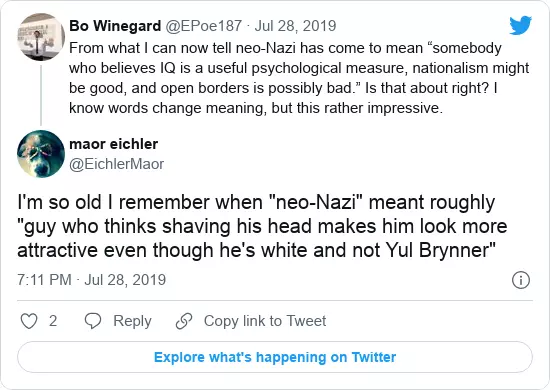 Bo Winegard @EPoe187 · Jul 28, 2019
From what I can now tell neo-Nazi has come to mean “somebody
who believes IQ is a useful psychological measure, nationalism might
be good, and open borders is possibly bad.” Is that about right? I
know words change meaning, but this rather impressive.
maor eichler
@EichlerMaor
I'm so old I remember when "neo-Nazi" meant roughly
"guy who thinks shaving his head makes him look more
attractive even though he's white and not Yul Brynner"
7:11 PM · Jul 28, 2019
2 Reply Copy link to Tweet
Explore what's happening on Twitter